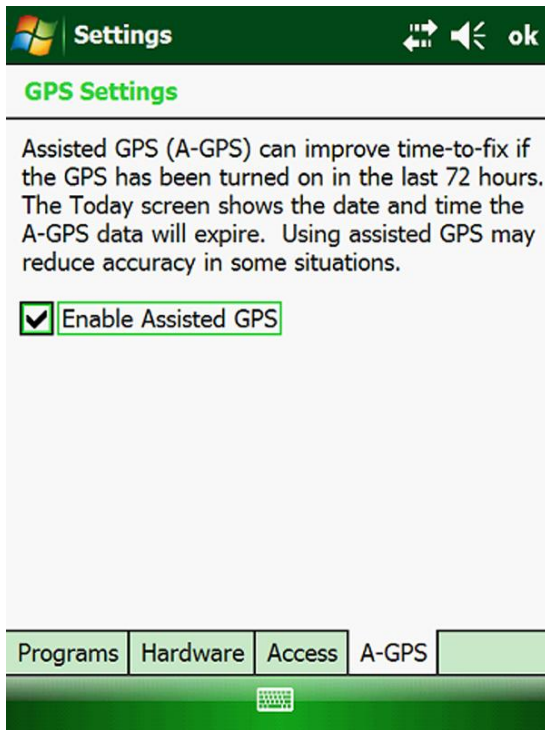 Settings
ok
GPS Settings
Assisted GPS (A-GPS) can improve time-to-fix if
the GPS has been turned on in the last 72 hours.
The Today screen shows the date and time the
A-GPS data will expire.  Using assisted GPS may
reduce accuracy in some situations.
Enable Assisted GPS
Programs Hardware Access A-GPS